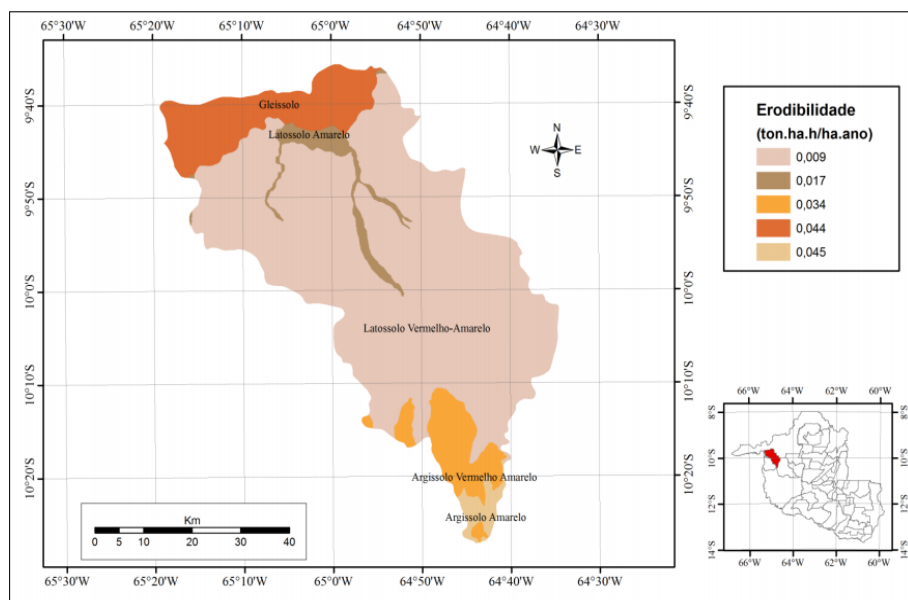 65°30'W 65°20'W 65°10'W 65°0'W 64°50'W 64°40'W 64°30'W
9°40'S
9°50'S
10°0'S
10°10'S
10°20'S
9°40'S
9°50'S
10°0'S
10°10'S
10°20'S
Gleissolo
Latossolo Amarelo
N
W E
S
Latossolo Vermelho-Amarelo
Argissolo Vermelho Amarelo
Argissolo Amarelo
Km
0 5 10 20 30 40
65°30'W 65°20'W 65°10'W 65°0'W 64°50'W 64°40'W 64°30'W
Erodibilidade
(ton.ha.h/ha.ano)
0,009
0,017
0,034
0,044
0,045
66°W 64°W 62°W 60°W
8°S
10°S
12°S
14°S
8°S
10°S
12°S
14°S
66°W 64°W 62°W 60°W